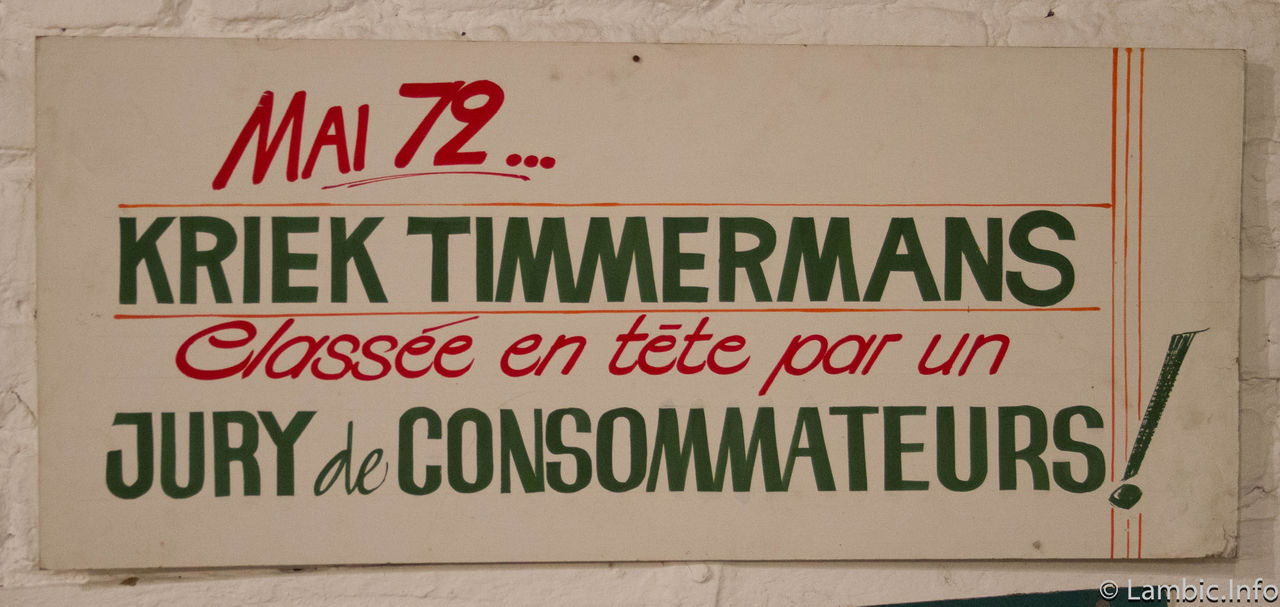 MAI 72...
KRIEK TIMMERMANS
Classée en tête par un
JURY de CONSOMMATEURS!
© Lambic.Info